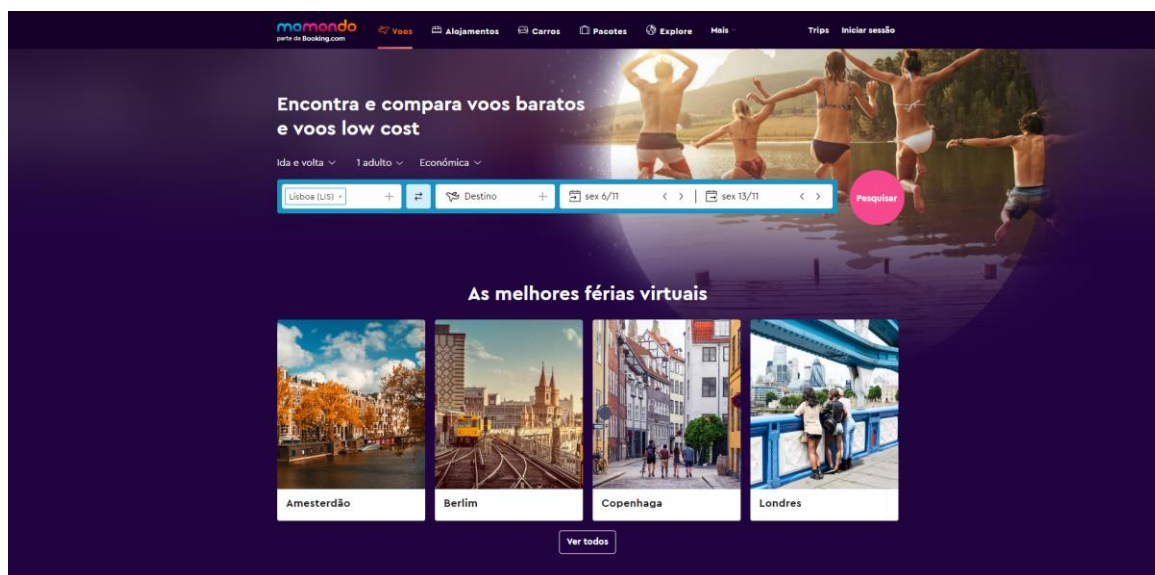 momondo
parte da Booking.com
Voos Alojamentos Carros Pacotes Explore Mais Trips Iniciar sessão
Encontra e compara voos baratos
e voos low cost
Ida e volta 1 adulto Económica
Lisboa (LIS) × + Destino + sex 6/11 < > sex 13/11 < > Pesquisar
As melhores férias virtuais
Amesterdão Berlim Copenhaga Londres
Ver todos